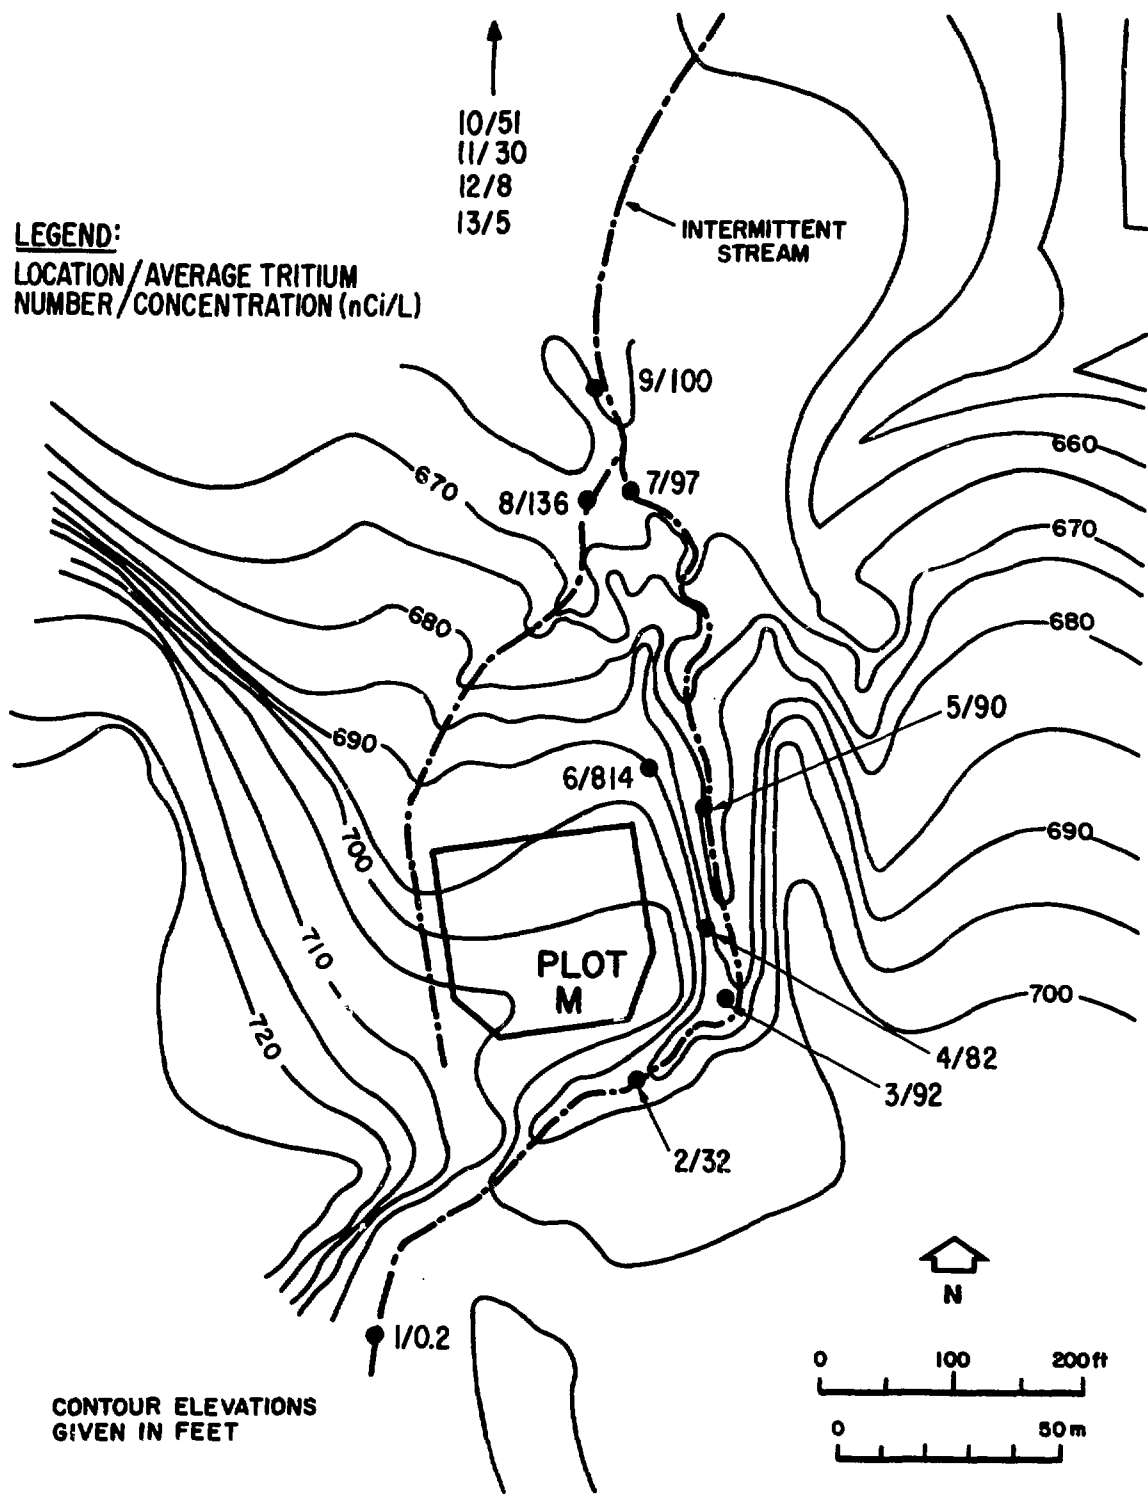 10/51
11/30
12/8
13/5
LEGEND:
LOCATION/AVERAGE TRITIUM
NUMBER/CONCENTRATION (nCi/L)
INTERMITTENT
STREAM
9/100
660
670
8/136
7/97
670
680
680
5/90
690
6/814
700
690
710
PLOT
M
700
720
4/82
3/92
2/32
N
1/0.2
0 100 200 ft
CONTOUR ELEVATIONS
GIVEN IN FEET
0 50 m